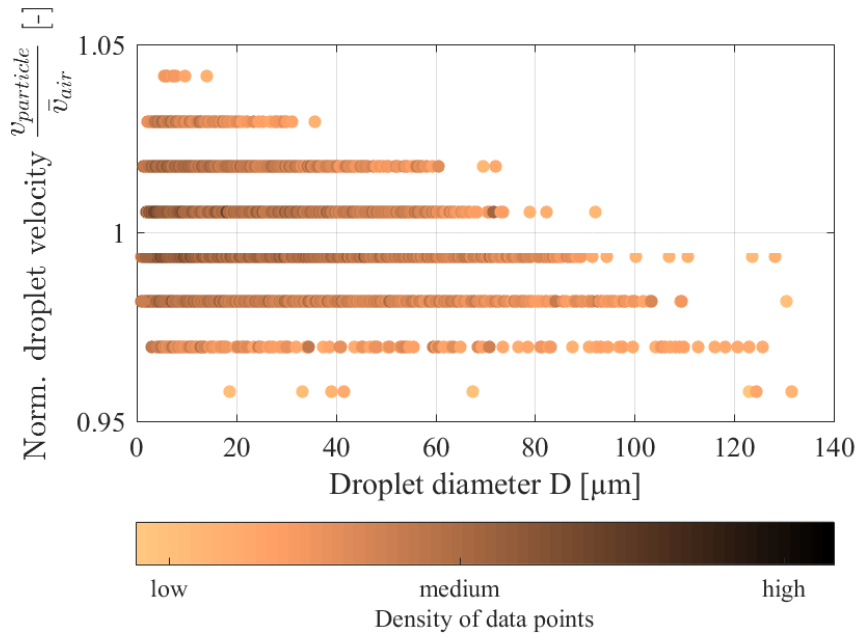 Norm. droplet velocity v_particle / v̄_air [-]
1.05
1
0.95
0 20 40 60 80 100 120 140
Droplet diameter D [µm]
low medium high
Density of data points